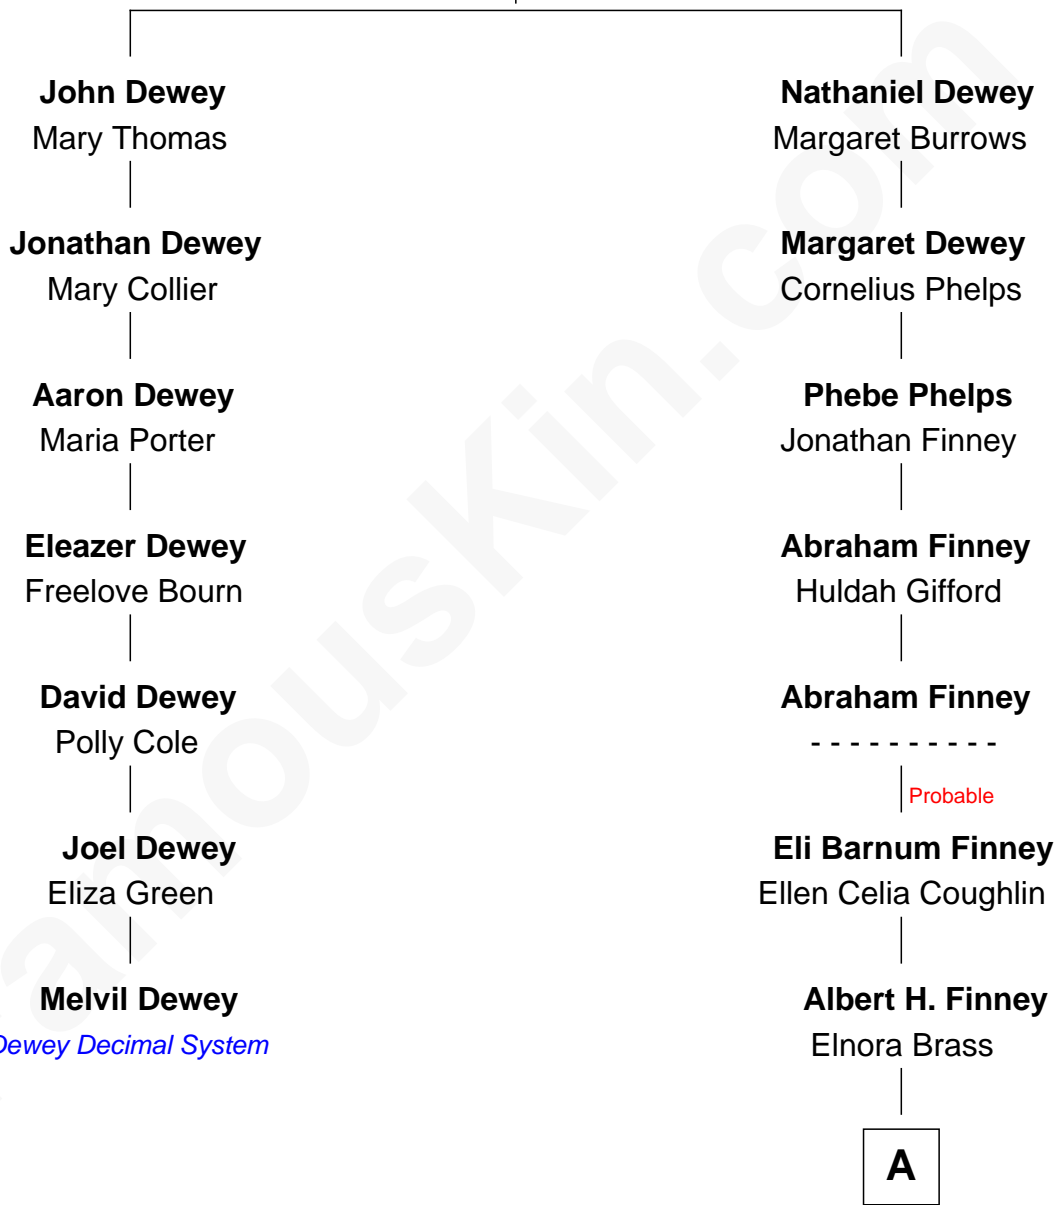 John Dewey
Mary Thomas
Jonathan Dewey
Mary Collier
Aaron Dewey
Maria Porter
Eleazer Dewey
Freelove Bourn
David Dewey
Polly Cole
Joel Dewey
Eliza Green
Melvil Dewey
Dewey Decimal System
Nathaniel Dewey
Margaret Burrows
Margaret Dewey
Cornelius Phelps
Phebe Phelps
Jonathan Finney
Abraham Finney
Huldah Gifford
Abraham Finney
- - - - - - - - - -
Probable
Eli Barnum Finney
Ellen Celia Coughlin
Albert H. Finney
Elnora Brass
A
amouskin.com